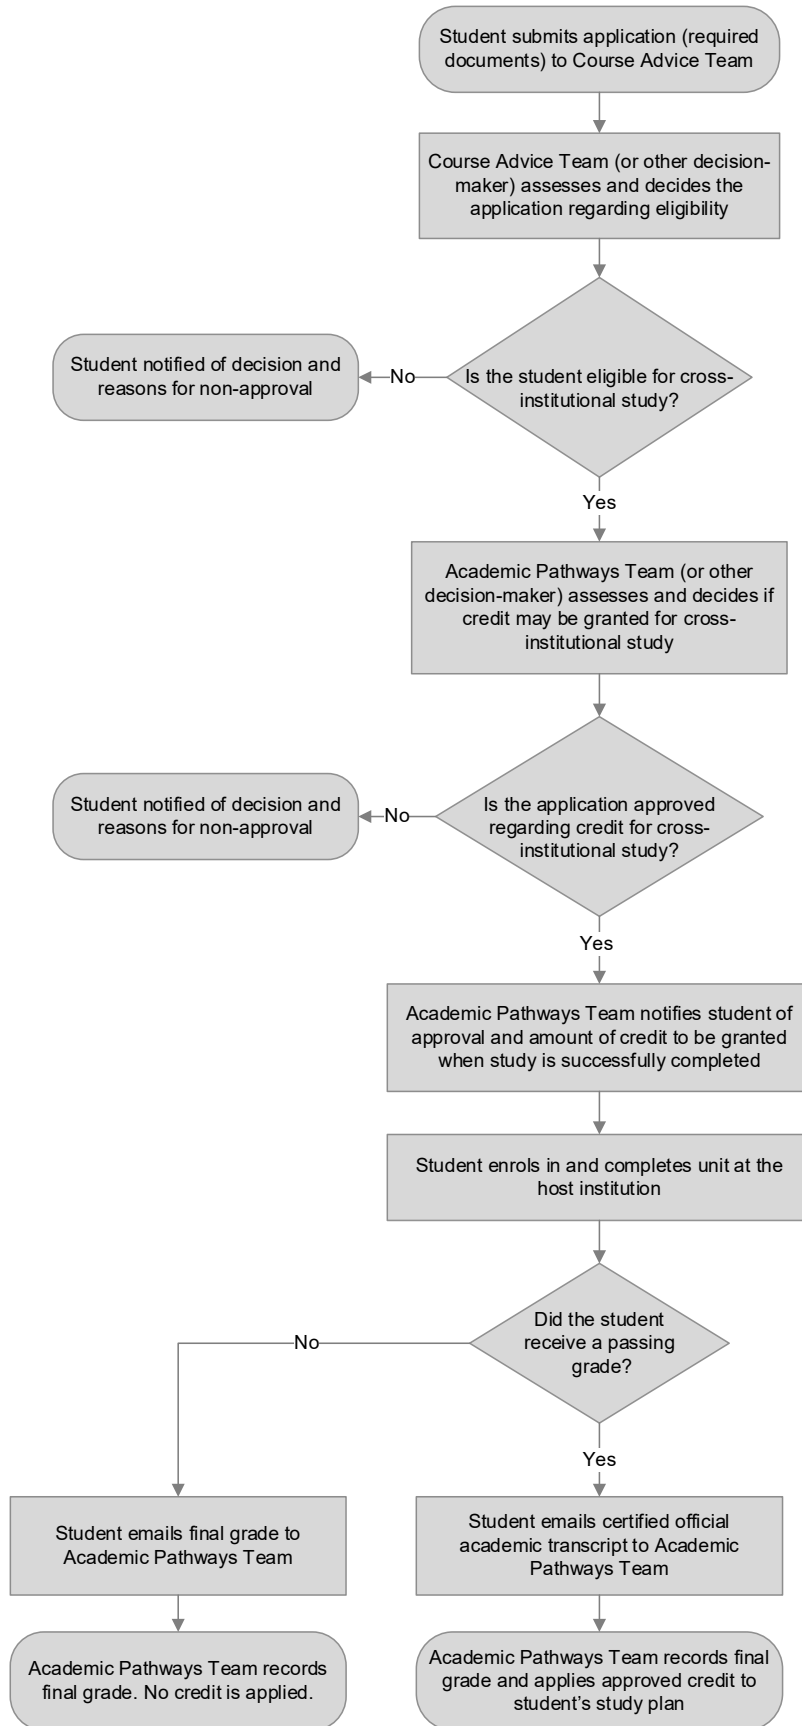 Student submits application (required
documents) to Course Advice Team
Course Advice Team (or other decision-
maker) assesses and decides the
application regarding eligibility
Student notified of decision and
reasons for non-approval
No
Is the student eligible for cross-
institutional study?
Yes
Academic Pathways Team (or other
decision-maker) assesses and decides if
credit may be granted for cross-
institutional study
Student notified of decision and
reasons for non-approval
No
Is the application approved
regarding credit for cross-
institutional study?
Yes
Academic Pathways Team notifies student of
approval and amount of credit to be granted
when study is successfully completed
Student enrols in and completes unit at the
host institution
Did the student
receive a passing
grade?
No
Yes
Student emails final grade to
Academic Pathways Team
Student emails certified official
academic transcript to Academic
Pathways Team
Academic Pathways Team records
final grade. No credit is applied.
Academic Pathways Team records final
grade and applies approved credit to
student’s study plan